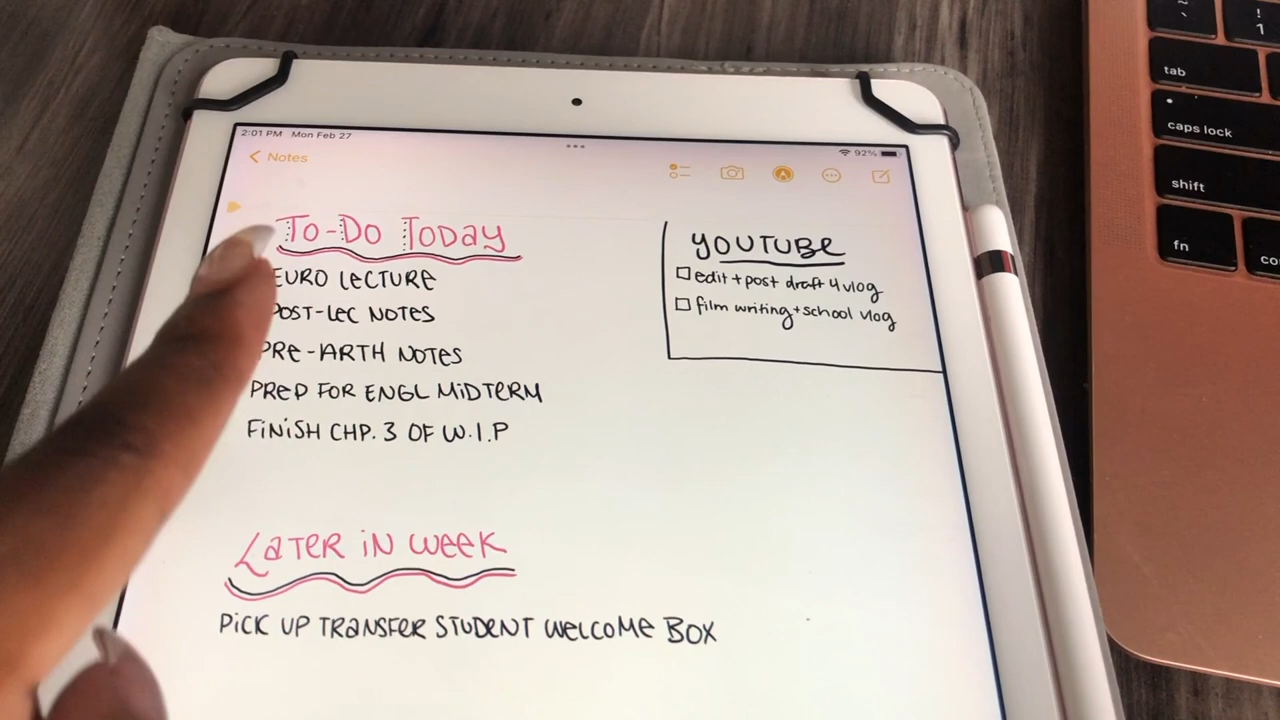 2:01 PM Mon Feb 27
92%
Notes
To-Do Today
EURO LECTURE
POST-LEC NOTES
PRE-ARTH NOTES
PREP FOR ENGL MIDTERM
FINISH CHP. 3 OF W.I.P
YOUTUBE
edit + post draft 4 vlog
film writing + school vlog
LATER IN WEEK
PICK UP TRANSFER STUDENT WELCOME BOX
~
`
!
1
tab
caps lock
shift
fn